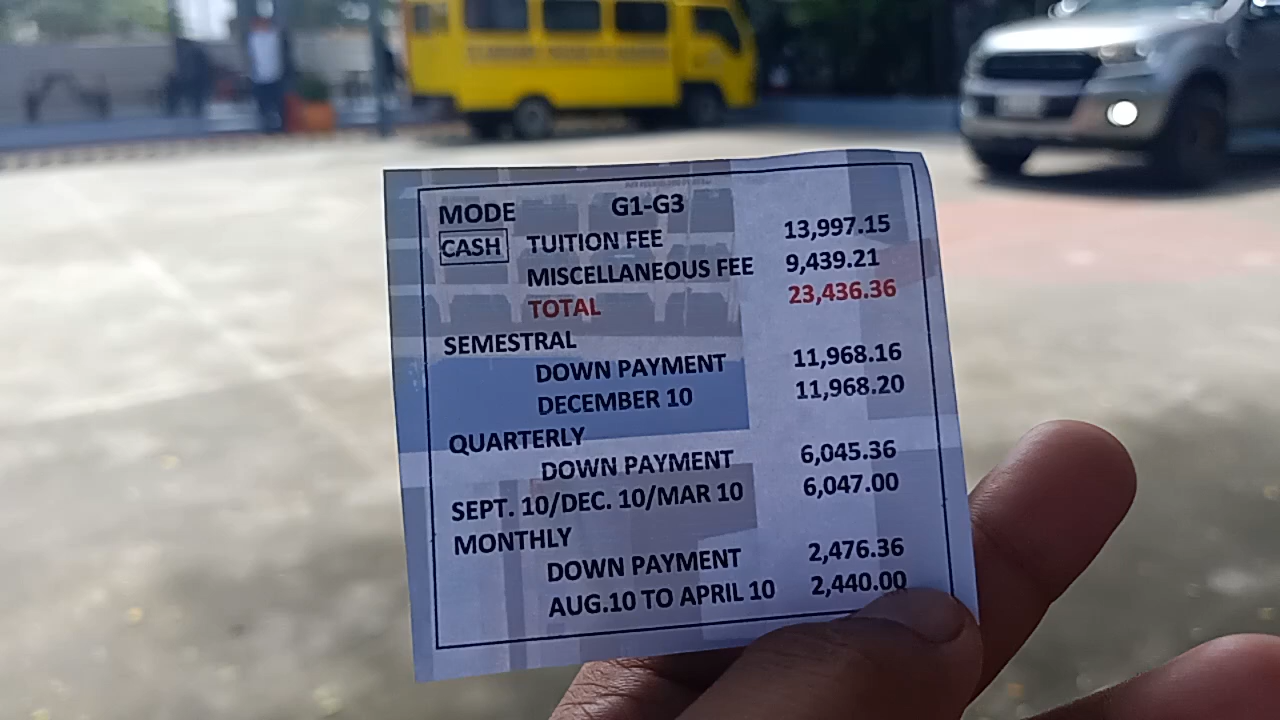 MODE G1-G3
CASH TUITION FEE 13,997.15
MISCELLANEOUS FEE 9,439.21
TOTAL 23,436.36
SEMESTRAL
DOWN PAYMENT 11,968.16
DECEMBER 10 11,968.20
QUARTERLY
DOWN PAYMENT 6,045.36
SEPT. 10/DEC. 10/MAR 10 6,047.00
MONTHLY
DOWN PAYMENT 2,476.36
AUG.10 TO APRIL 10 2,440.00